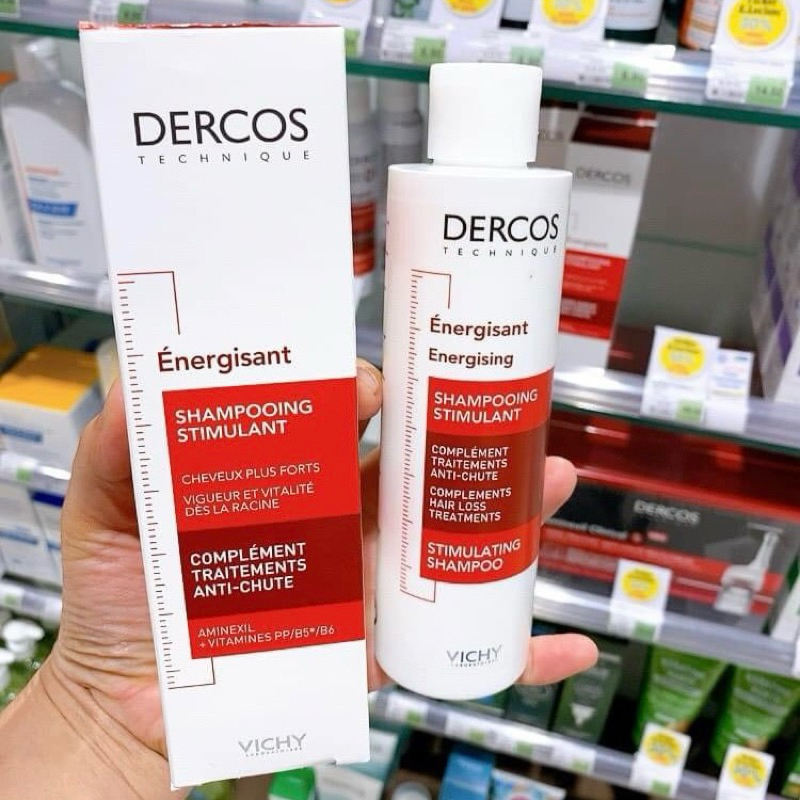 DERCOS
TECHNIQUE
Énergisant
SHAMPOOING
STIMULANT
CHEVEUX PLUS FORTS
VIGUEUR ET VITALITÉ
DÈS LA RACINE
COMPLÉMENT
TRAITEMENTS
ANTI-CHUTE
AMINEXIL
+ VITAMINES PP/B5*/B6
VICHY
LABORATOIRES
DERCOS
TECHNIQUE
Énergisant
Energising
SHAMPOOING
STIMULANT
COMPLÉMENT
TRAITEMENTS
ANTI-CHUTE
COMPLEMENTS
HAIR LOSS
TREATMENTS
STIMULATING
SHAMPOO
VICHY
LABORATOIRES
DERCOS
DERCOS